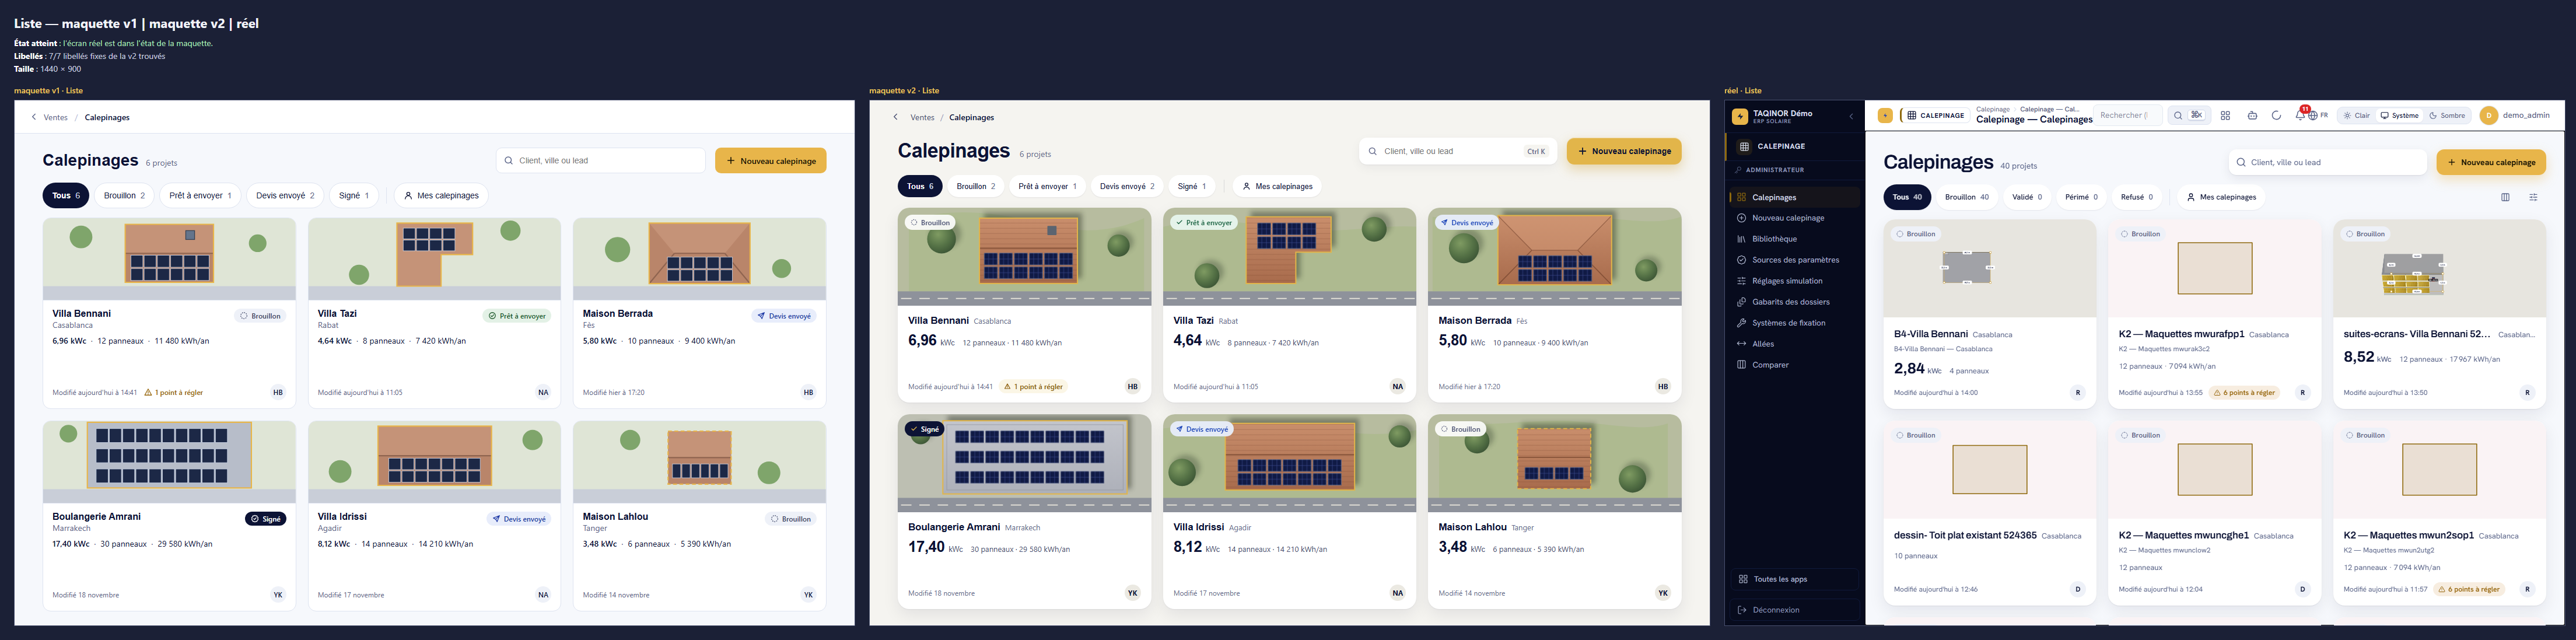 Liste — maquette v1 | maquette v2 | réel
État atteint : l'écran réel est dans l'état de la maquette.
Libellés : 7/7 libellés fixes de la v2 trouvés
Taille : 1440 × 900
maquette v1 · Liste
Ventes / Calepinages
Calepinages 6 projets
Client, ville ou lead
Nouveau calepinage
Tous 6
Brouillon 2
Prêt à envoyer 1
Devis envoyé 2
Signé 1
Mes calepinages
Villa Bennani
Brouillon
Casablanca
6,96 kWc · 12 panneaux · 11 480 kWh/an
Modifié aujourd'hui à 14:41
1 point à régler
HB
Villa Tazi
Prêt à envoyer
Rabat
4,64 kWc · 8 panneaux · 7 420 kWh/an
Modifié aujourd'hui à 11:05
NA
Maison Berrada
Devis envoyé
Fès
5,80 kWc · 10 panneaux · 9 400 kWh/an
Modifié hier à 17:20
HB
Boulangerie Amrani
Signé
Marrakech
17,40 kWc · 30 panneaux · 29 580 kWh/an
Modifié 18 novembre
YK
Villa Idrissi
Devis envoyé
Agadir
8,12 kWc · 14 panneaux · 14 210 kWh/an
Modifié 17 novembre
NA
Maison Lahlou
Brouillon
Tanger
3,48 kWc · 6 panneaux · 5 390 kWh/an
Modifié 14 novembre
YK
maquette v2 · Liste
Ventes / Calepinages
Calepinages 6 projets
Client, ville ou lead
Ctrl K
Nouveau calepinage
Tous 6
Brouillon 2
Prêt à envoyer 1
Devis envoyé 2
Signé 1
Mes calepinages
Brouillon
Villa Bennani Casablanca
6,96 kWc 12 panneaux · 11 480 kWh/an
Modifié aujourd'hui à 14:41
1 point à régler
HB
Prêt à envoyer
Villa Tazi Rabat
4,64 kWc 8 panneaux · 7 420 kWh/an
Modifié aujourd'hui à 11:05
NA
Devis envoyé
Maison Berrada Fès
5,80 kWc 10 panneaux · 9 400 kWh/an
Modifié hier à 17:20
HB
Signé
Boulangerie Amrani Marrakech
17,40 kWc 30 panneaux · 29 580 kWh/an
Modifié 18 novembre
YK
Devis envoyé
Villa Idrissi Agadir
8,12 kWc 14 panneaux · 14 210 kWh/an
Modifié 17 novembre
NA
Brouillon
Maison Lahlou Tanger
3,48 kWc 6 panneaux · 5 390 kWh/an
Modifié 14 novembre
YK
réel · Liste
TAQINOR Démo
ERP SOLAIRE
CALEPINAGE
ADMINISTRATEUR
Calepinages
Nouveau calepinage
Bibliothèque
Sources des paramètres
Réglages simulation
Gabarits des dossiers
Systèmes de fixation
Allées
Comparer
Toutes les apps
Déconnexion
CALEPINAGE
Calepinage › Calepinage — Cal...
Calepinage — Calepinages
Rechercher (
⌘K
11
FR
Clair
Système
Sombre
D
demo_admin
Calepinages 40 projets
Client, ville ou lead
Nouveau calepinage
Tous 40
Brouillon 40
Validé 0
Périmé 0
Refusé 0
Mes calepinages
Brouillon
B4-Villa Bennani Casablanca
B4-Villa Bennani — Casablanca
2,84 kWc 4 panneaux
Modifié aujourd'hui à 14:00
R
Brouillon
K2 — Maquettes mwurafpp1 Casablanca
K2 — Maquettes mwurak3c2
12 panneaux · 7 094 kWh/an
Modifié aujourd'hui à 13:55
6 points à régler
R
Brouillon
suites-ecrans- Villa Bennani 52... Casablan...
8,52 kWc 12 panneaux · 17 967 kWh/an
Modifié aujourd'hui à 13:50
R
Brouillon
dessin- Toit plat existant 524365 Casablanca
10 panneaux
Modifié aujourd'hui à 12:46
D
Brouillon
K2 — Maquettes mwuncghe1 Casablanca
K2 — Maquettes mwunciow2
12 panneaux
Modifié aujourd'hui à 12:04
D
Brouillon
K2 — Maquettes mwun2sop1 Casablanca
K2 — Maquettes mwun2utg2
12 panneaux · 7 094 kWh/an
Modifié aujourd'hui à 11:57
6 points à régler
R